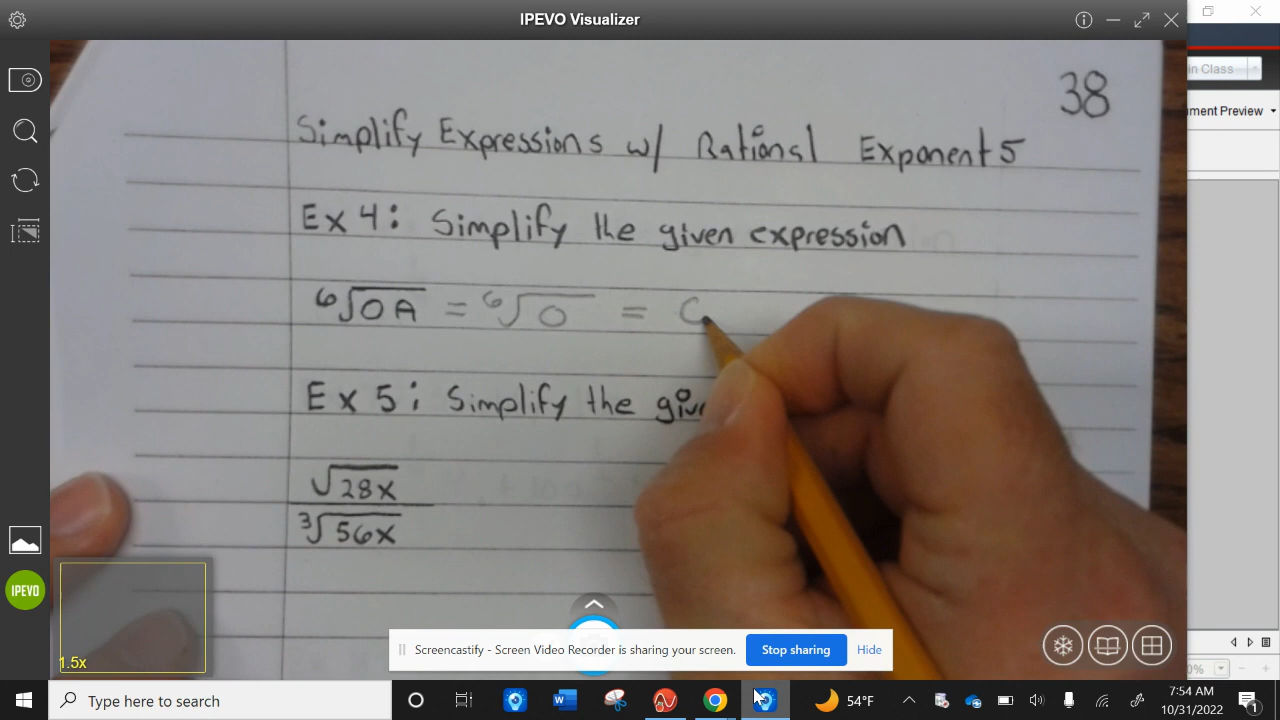 IPEVO Visualizer
in Class
ment Preview
38
Simplify Expressions w/ Rational Exponents
Ex 4: Simplify the given expression
⁶√0A = ⁶√0 =
Ex 5: Simplify the giv
√28x
³√56x
IPEVO
1.5x
Screencastify - Screen Video Recorder is sharing your screen.
Stop sharing
Hide
0%
Type here to search
54°F
7:54 AM
10/31/2022
1